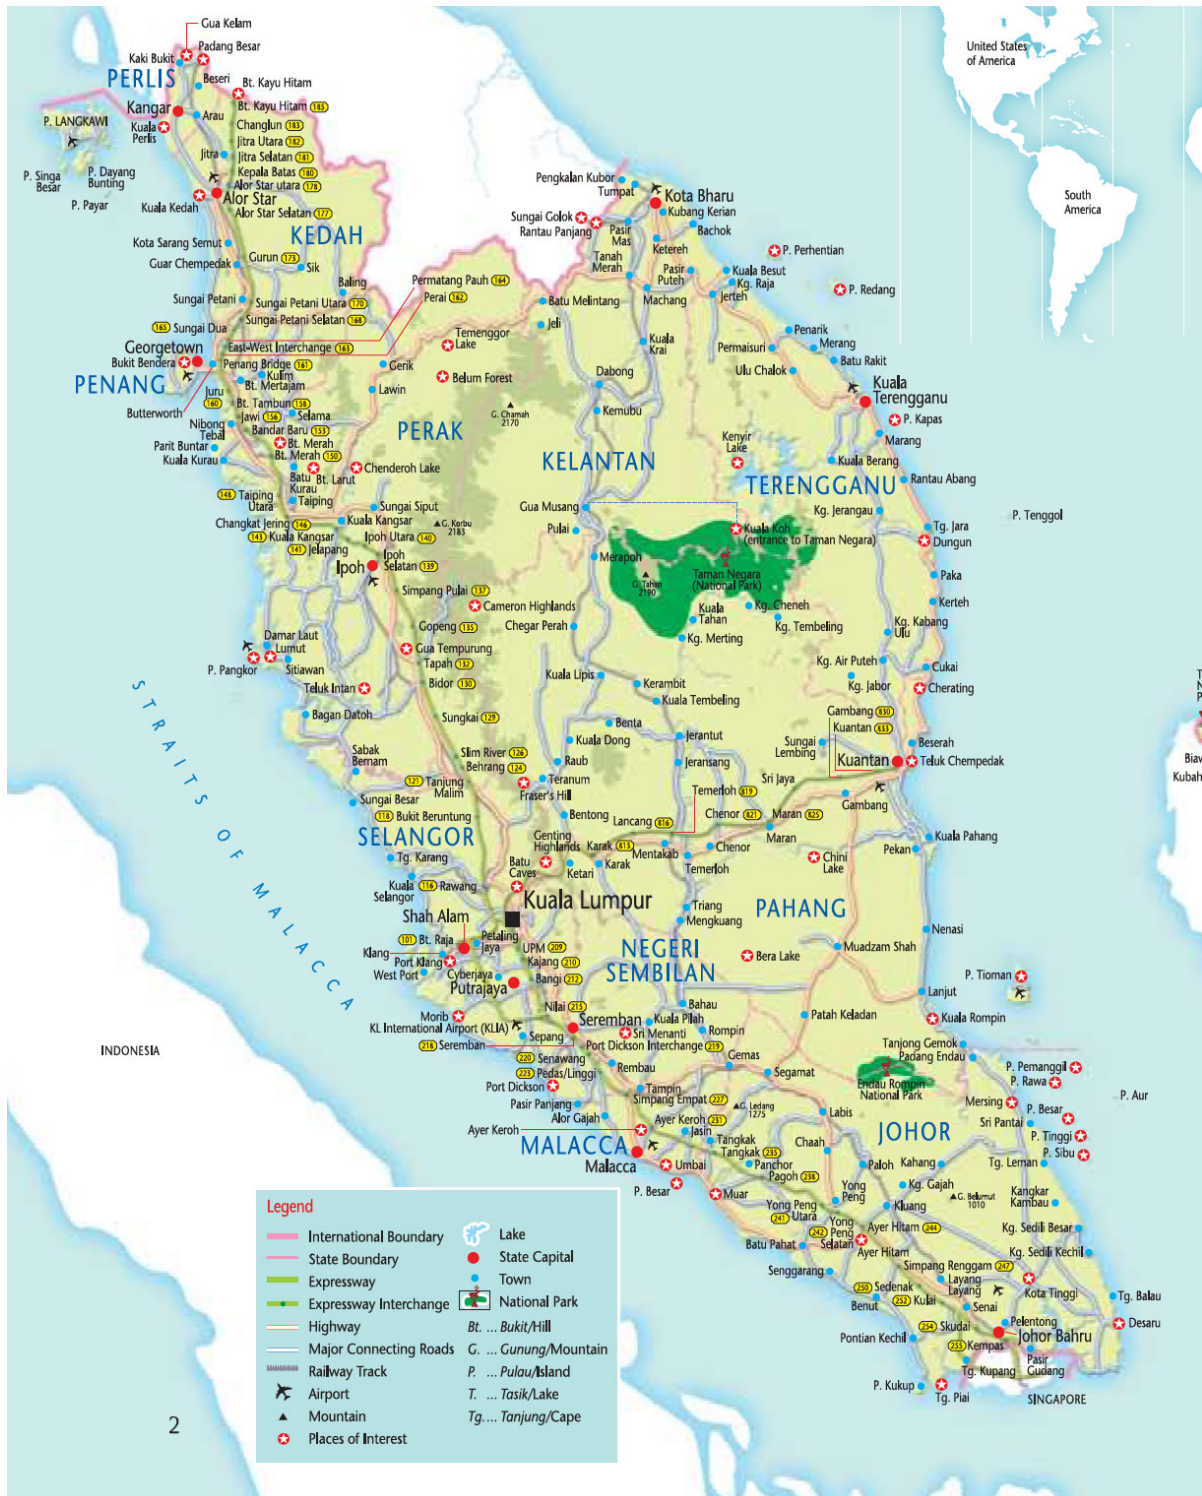 Gua Kelam
Padang Besar
Kaki Bukit
PERLIS
Beseri
Bt. Kayu Hitam
Kangar
Bt. Kayu Hitam 185
P. LANGKAWI
Arau
Kuala
Perlis
Changlun 183
Jitra Utara 182
Jitra
Jitra Selatan 181
Kepala Batas 180
P. Singa
Besar
P. Dayang
Bunting
Alor Star utara 178
Alor Star
P. Payar
Kuala Kedah
Alor Star Selatan 177
KEDAH
Kota Sarang Semut
Guar Chempedak
Gurun 173
Sik
Baling
Sungai Petani
Sungai Petani Utara 170
Sungai Petani Selatan 168
165 Sungai Dua
Permatang Pauh 164
Perai 162
Georgetown
East-West Interchange 163
Bukit Bendera
Penang Bridge 161
PENANG
Kulim
Bt. Mertajam
Juru
160
Butterworth
Bt. Tambun 158
Jawi 156
Selama
Nibong
Tebal
Bandar Baru 153
Bt. Merah
Parit Buntar
Bt. Merah 150
Kuala Kurau
Batu
Kurau
Bt. Larut
Chenderoh Lake
148 Taiping
Utara
Taiping
Sungai Siput
Changkat Jering 146
Kuala Kangsar
143 Kuala Kangsar
Ipoh Utara 140
141 Jelapang
Ipoh
Ipoh
Selatan 139
Gerik
Lawin
Temenggor
Lake
Belum Forest
G. Chamah
2170
PERAK
G. Korbu
2183
Simpang Pulai 137
Cameron Highlands
Gopeng 135
Gua Tempurung
Tapah 132
Bidor 130
Damar Laut
Lumut
P. Pangkor
Sitiawan
Teluk Intan
Bagan Datoh
Sungkai 129
Sabak
Bernam
Slim River 126
Behrang 124
121 Tanjung
Malim
Fraser's Hill
Sungai Besar
118 Bukit Beruntung
SELANGOR
STRAITS OF MALACCA
Pengkalan Kubor
Tumpat
Kota Bharu
Kubang Kerian
Sungai Golok
Rantau Panjang
Pasir
Mas
Bachok
Ketereh
P. Perhentian
Tanah
Merah
Pasir
Puteh
Kuala Besut
Kg. Raja
Jerteh
P. Redang
Machang
Batu Melintang
Jeli
Kuala
Krai
Penarik
Merang
Permaisuri
Batu Rakit
Ulu Chalok
Dabong
Kuala
Terengganu
Kemubu
P. Kapas
Marang
KELANTAN
Kenyir
Lake
Kuala Berang
TERENGGANU
Rantau Abang
Gua Musang
Kg. Jerangau
P. Tenggol
Pulai
Kuala Koh
(entrance to Taman Negara)
Tg. Jara
Dungun
Merapoh
Taman Negara
(National Park)
G. Tahan
2190
Paka
Kuala
Tahan
Kg. Cheneh
Kerteh
Kg. Tembeling
Chegar Perah
Kg. Merting
Kg. Kabang
Ulu
Kg. Air Puteh
Cukai
Kuala Lipis
Kerambit
Kg. Jabor
Cherating
Kuala Tembeling
Gambang 830
Kuantan 833
Benta
Jerantut
Sungai
Lembing
Beserah
Kuala Dong
Raub
Jeransang
Kuantan
Teluk Chempedak
Teranum
Sri Jaya
Temerloh 819
Gambang
Bentong
Lancang 816
Chenor 821
Maran 825
Maran
Kuala Pahang
Genting
Highlands
Karak 813
Mentakab
Chenor
Pekan
Batu
Caves
Ketari
Karak
Temerloh
Chini
Lake
Tg. Karang
Kuala
Selangor
116 Rawang
Kuala Lumpur
Triang
Mengkuang
PAHANG
Shah Alam
101 Bt. Raja
Petaling
Jaya
UPM 209
NEGERI
SEMBILAN
Nenasi
Muadzam Shah
Klang
Port Klang
Kajang 210
Bera Lake
West Port
Cyberjaya
Bangi 212
P. Tioman
Putrajaya
Lanjut
Nilai 215
Bahau
Morib
Seremban
Kuala Pilah
Patah Keladan
Kuala Rompin
KL International Airport (KLIA)
Sepang
Sri Menanti
Rompin
218 Seremban
Port Dickson Interchange 219
Tanjong Gemok
Padang Endau
220 Senawang
223 Pedas/Linggi
Rembau
Gemas
Segamat
Endau Rompin
National Park
P. Pemanggil
P. Rawa
Port Dickson
Tampin
Simpang Empat 227
P. Aur
Pasir Panjang
G. Ledang
1275
Labis
Mersing
P. Besar
Alor Gajah
Ayer Keroh 231
Sri Pantai
Ayer Keroh
Jasin
JOHOR
P. Tinggi
MALACCA
Tangkak
Tangkak 235
Chaah
P. Sibu
Malacca
Umbai
Panchor
Paloh
Kahang
Tg. Leman
Pagoh 238
P. Besar
Muar
Yong
Peng
Kg. Gajah
Kluang
G. Belumut
1010
Kangkar
Kambau
Yong Peng
241 Utara
242 Yong
Peng
Selatan
Ayer Hitam 244
Kg. Sedili Besar
Batu Pahat
Ayer Hitam
Kg. Sedili Kechil
Senggarang
Simpang Renggam 247
Layang
Layang
Kota Tinggi
250 Sedenak
Benut
252 Kulai
Senai
Tg. Balau
254 Skudai
Pelentong
Desaru
Pontian Kechil
Johor Bahru
255 Kempas
Tg. Kupang
Pasir
Gudang
P. Kukup
Tg. Piai
SINGAPORE
INDONESIA
United States
of America
South
America
T
N
P
Biaw
Kubah
Legend
International Boundary
State Boundary
Expressway
Expressway Interchange
Highway
Major Connecting Roads
Railway Track
Airport
Mountain
Places of Interest
Lake
State Capital
Town
National Park
Bt. ... Bukit/Hill
G. ... Gunung/Mountain
P. ... Pulau/Island
T. ... Tasik/Lake
Tg. ... Tanjung/Cape
2